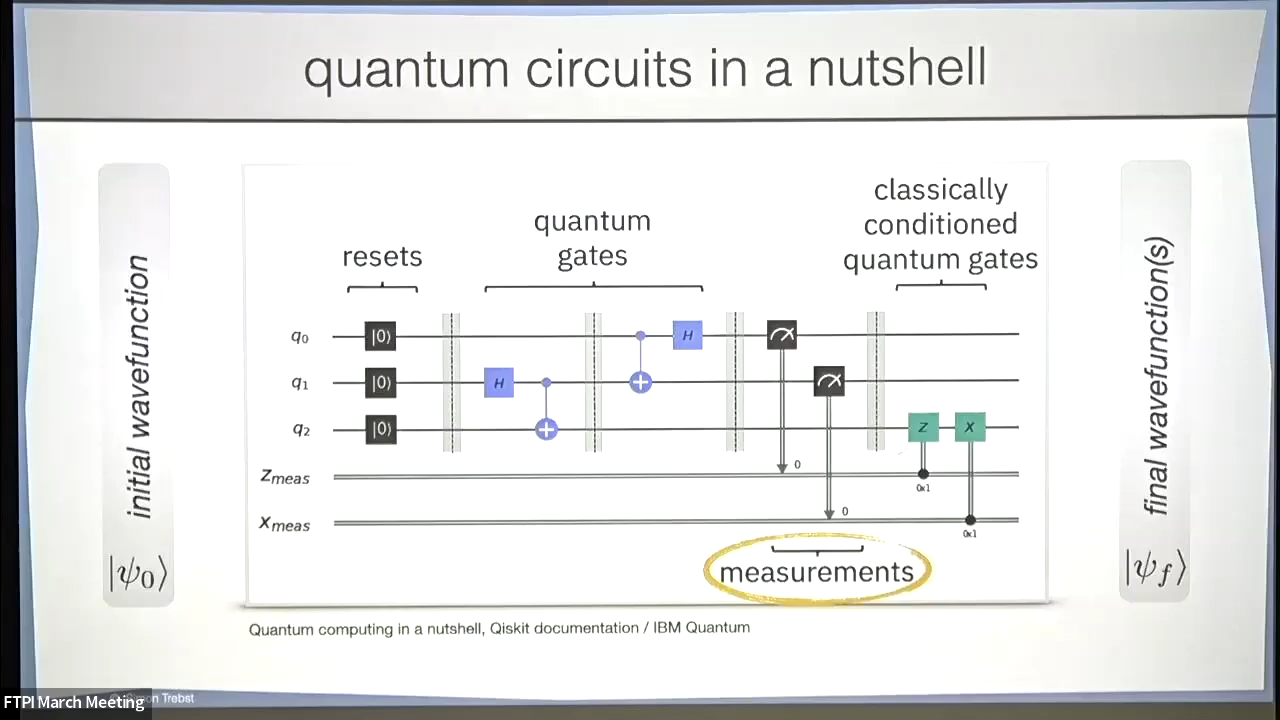 quantum circuits in a nutshell
initial wavefunction
|ψ0⟩
resets
quantum
gates
classically
conditioned
quantum gates
q0
|0⟩
H
q1
|0⟩
H
q2
|0⟩
Z
X
Zmeas
0
0x1
Xmeas
0
0x1
measurements
final wavefunction(s)
|ψf⟩
Quantum computing in a nutshell, Qiskit documentation / IBM Quantum
Trebst
FTPI March Meeting